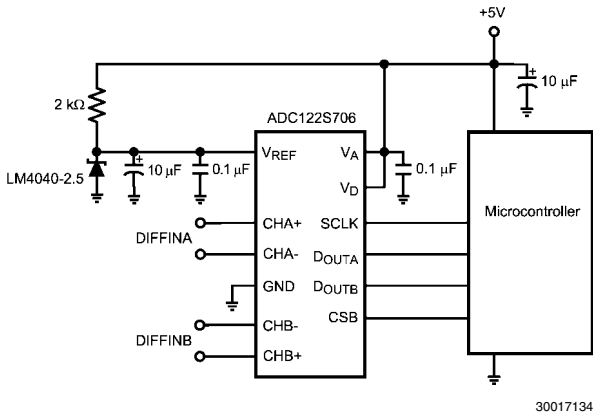 +5V
10 µF
2 kΩ
ADC122S706
LM4040-2.5
10 µF
0.1 µF
VREF
VA
0.1 µF
VD
Microcontroller
DIFFINA
CHA+
SCLK
CHA-
DOUTA
GND
DOUTB
CHB-
CSB
DIFFINB
CHB+
30017134